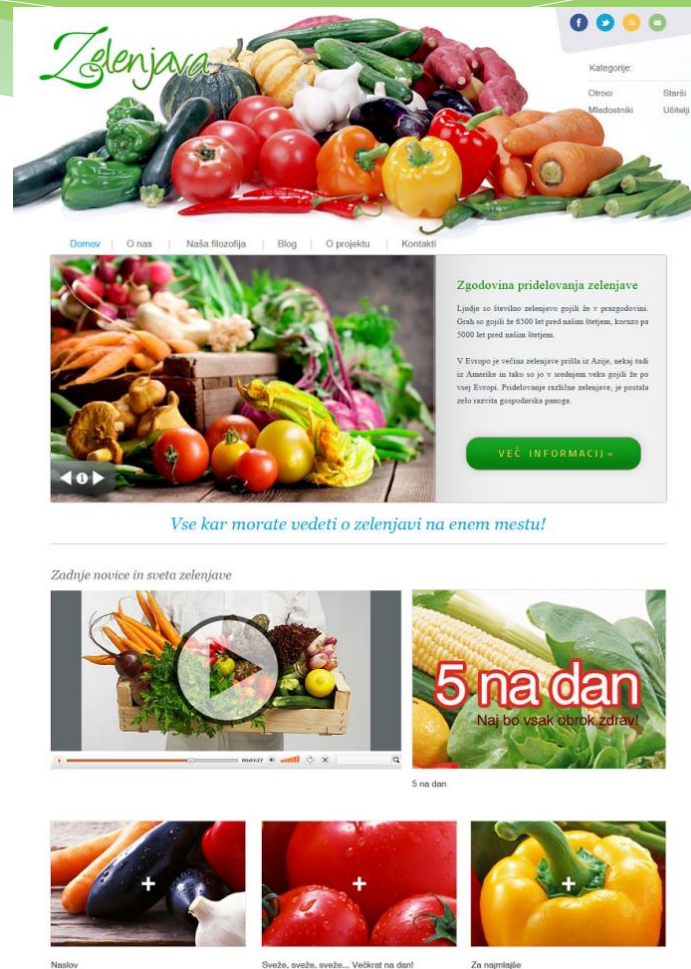 Zelenjava
Kategorije:
Otroci Starši
Mladostniki Učitelji
Domov | O nas | Naša filozofija | Blog | O projektu | Kontakti
Zgodovina pridelovanja zelenjave
Ljudje so številno zelenjavo gojili že v prazgodovini.
Grah so gojili že 6500 let pred našim štetjem, koruzo pa
5000 let pred našim štetjem.
V Evropo je večina zelenjave prišla iz Azije, nekaj tudi
iz Amerike in tako so jo v srednjem veku gojili že po
vsej Evropi. Pridelovanje različne zelenjave, je postala
zelo razvita gospodarska panoga.
VEČ INFORMACIJ »
Vse kar morate vedeti o zelenjavi na enem mestu!
Zadnje novice in sveta zelenjave
5 na dan
Naj bo vsak obrok zdrav!
5 na dan
Naslov
Sveže, sveže, sveže... Večkrat na dan!
Za najmlajše